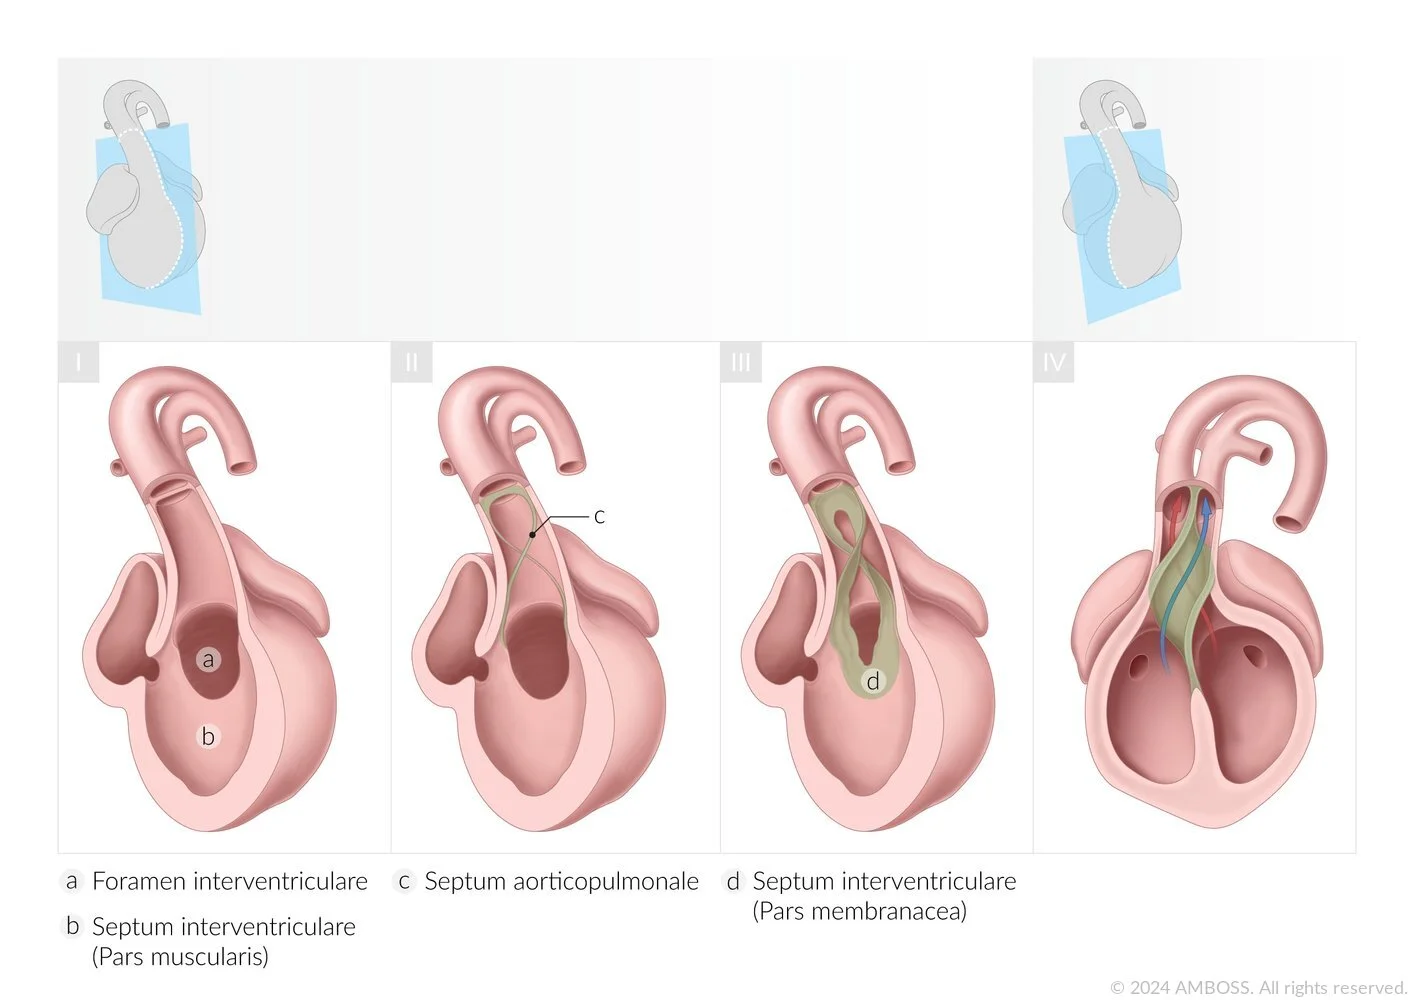 I II III IV
a
b
c
d
a Foramen interventriculare
b Septum interventriculare
(Pars muscularis)
c Septum aorticopulmonale
d Septum interventriculare
(Pars membranacea)
© 2024 AMBOSS. All rights reserved.